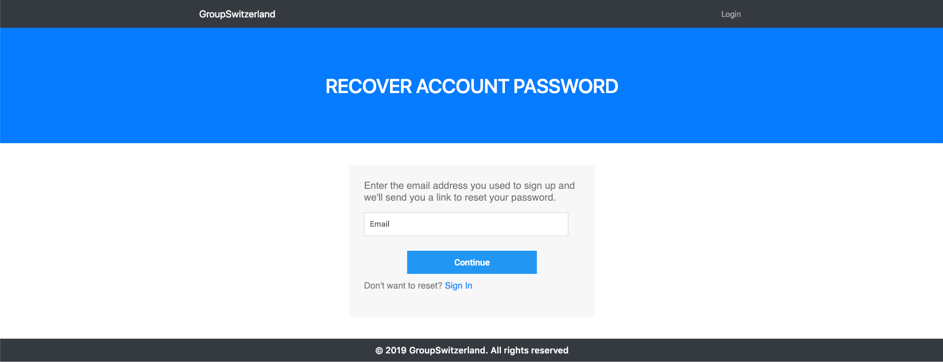 GroupSwitzerland
Login
RECOVER ACCOUNT PASSWORD
Enter the email address you used to sign up and
we'll send you a link to reset your password.
Email
Continue
Don't want to reset? Sign In
© 2019 GroupSwitzerland. All rights reserved